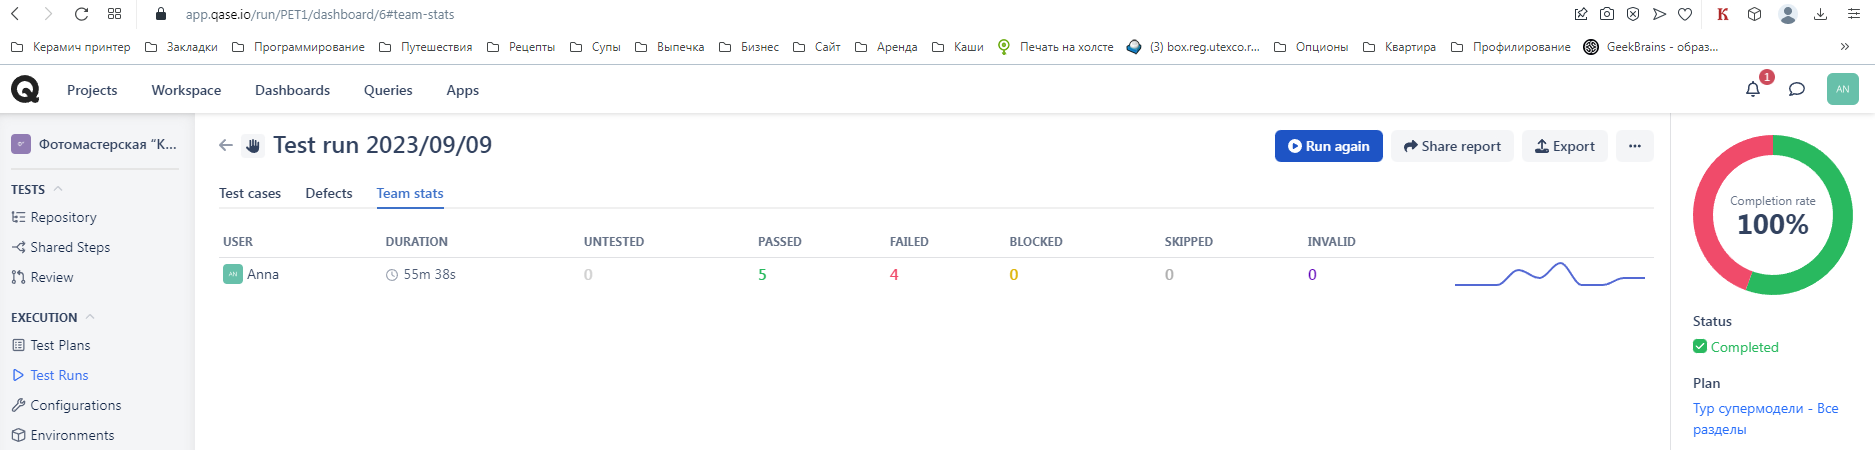 app.qase.io/run/PET1/dashboard/6#team-stats
K
Керамич принтер Закладки Программирование Путешествия Рецепты Супы Выпечка Бизнес Сайт Аренда Каши Печать на холсте (3) box.reg.utexco.r... Опционы Квартира Профилирование GeekBrains - образ... »
Q Projects Workspace Dashboards Queries Apps 1 AN
Фотомастерская "К...
TESTS
Repository
Shared Steps
Review
EXECUTION
Test Plans
Test Runs
Configurations
Environments
Test run 2023/09/09
Run again Share report Export ...
Test cases Defects Team stats
USER DURATION UNTESTED PASSED FAILED BLOCKED SKIPPED INVALID
AN Anna 55m 38s 0 5 4 0 0 0
Completion rate
100%
Status
Completed
Plan
Тур супермодели - Все
разделы